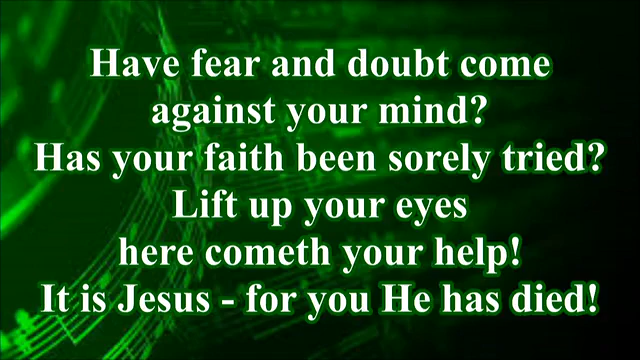 Have fear and doubt come
against your mind?
Has your faith been sorely tried?
Lift up your eyes
here cometh your help!
It is Jesus - for you He has died!